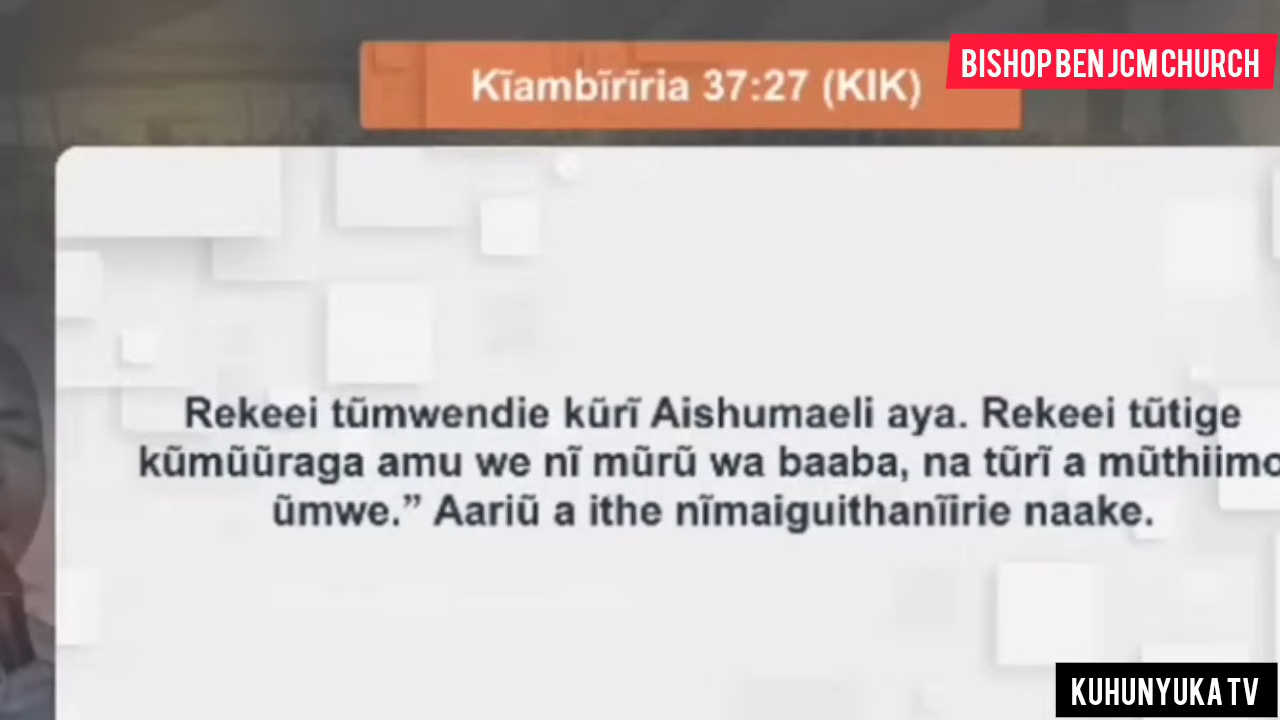 BISHOP BEN JCM CHURCH
Kĩambĩrĩria 37:27 (KIK)
Rekeei tũmwendie kũrĩ Aishumaeli aya. Rekeei tũtige
kũmũũraga amu we nĩ mũrũ wa baaba, na tũrĩ a mũthiimo
ũmwe.” Aariũ a ithe nĩmaiguithanĩirie naake.
KUHUNYUKA TV